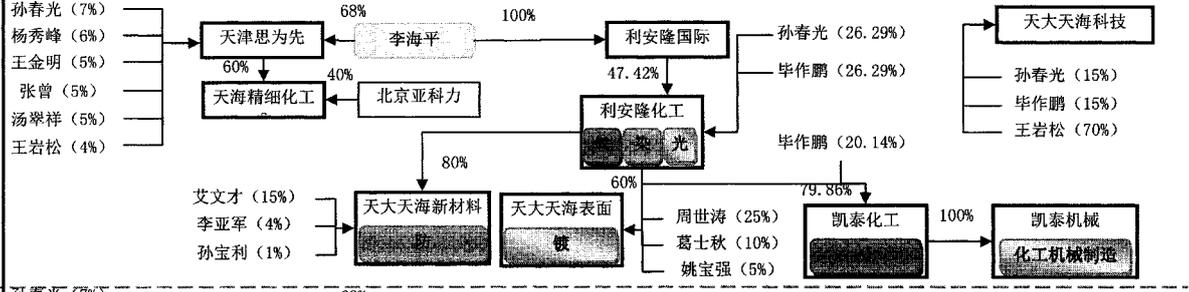 孙春光（7%）
杨秀峰（6%）
王金明（5%）
张曾（5%）
汤翠祥（5%）
王岩松（4%）
天津思为先
68%
李海平
100%
利安隆国际
60%
40%
天海精细化工
北京亚科力
47.42%
孙春光（26.29%）
毕作鹏（26.29%）
利安隆化工
染
光
天大天海科技
孙春光（15%）
毕作鹏（15%）
王岩松（70%）
80%
60%
毕作鹏（20.14%）
79.86%
艾文才（15%）
李亚军（4%）
孙宝利（1%）
天大天海新材料
防
天大天海表面
镀
周世涛（25%）
葛士秋（10%）
姚宝强（5%）
凯泰化工
100%
凯泰机械
化工机械制造